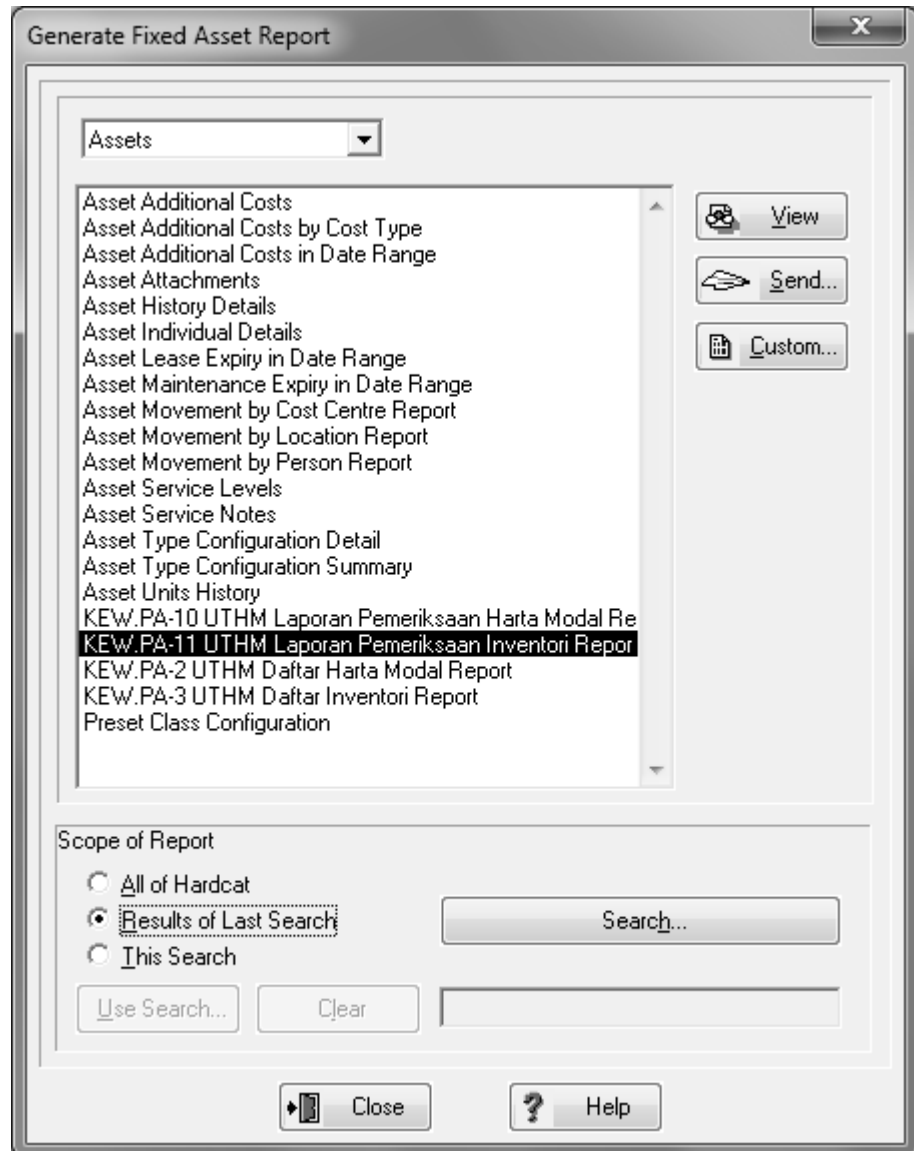 Generate Fixed Asset Report
Assets
Asset Additional Costs
Asset Additional Costs by Cost Type
Asset Additional Costs in Date Range
Asset Attachments
Asset History Details
Asset Individual Details
Asset Lease Expiry in Date Range
Asset Maintenance Expiry in Date Range
Asset Movement by Cost Centre Report
Asset Movement by Location Report
Asset Movement by Person Report
Asset Service Levels
Asset Service Notes
Asset Type Configuration Detail
Asset Type Configuration Summary
Asset Units History
KEW.PA-10 UTHM Laporan Pemeriksaan Harta Modal Re
KEW.PA-11 UTHM Laporan Pemeriksaan Inventori Repor
KEW.PA-2 UTHM Daftar Harta Modal Report
KEW.PA-3 UTHM Daftar Inventori Report
Preset Class Configuration
View
Send...
Custom...
Scope of Report
All of Hardcat
Results of Last Search
This Search
Search...
Use Search...
Clear
Close
? Help